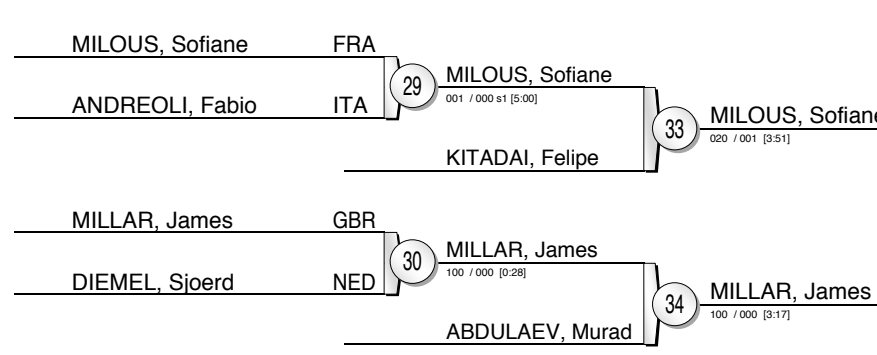 MILOUS, Sofiane FRA
ANDREOLI, Fabio ITA
29
MILOUS, Sofiane
001 / 000 s1 [5:00]
KITADAI, Felipe
33
MILOUS, Sofiane
020 / 001 [3:51]
MILLAR, James GBR
DIEMEL, Sjoerd NED
30
MILLAR, James
100 / 000 [0:28]
ABDULAEV, Murad
34
MILLAR, James
100 / 000 [3:17]